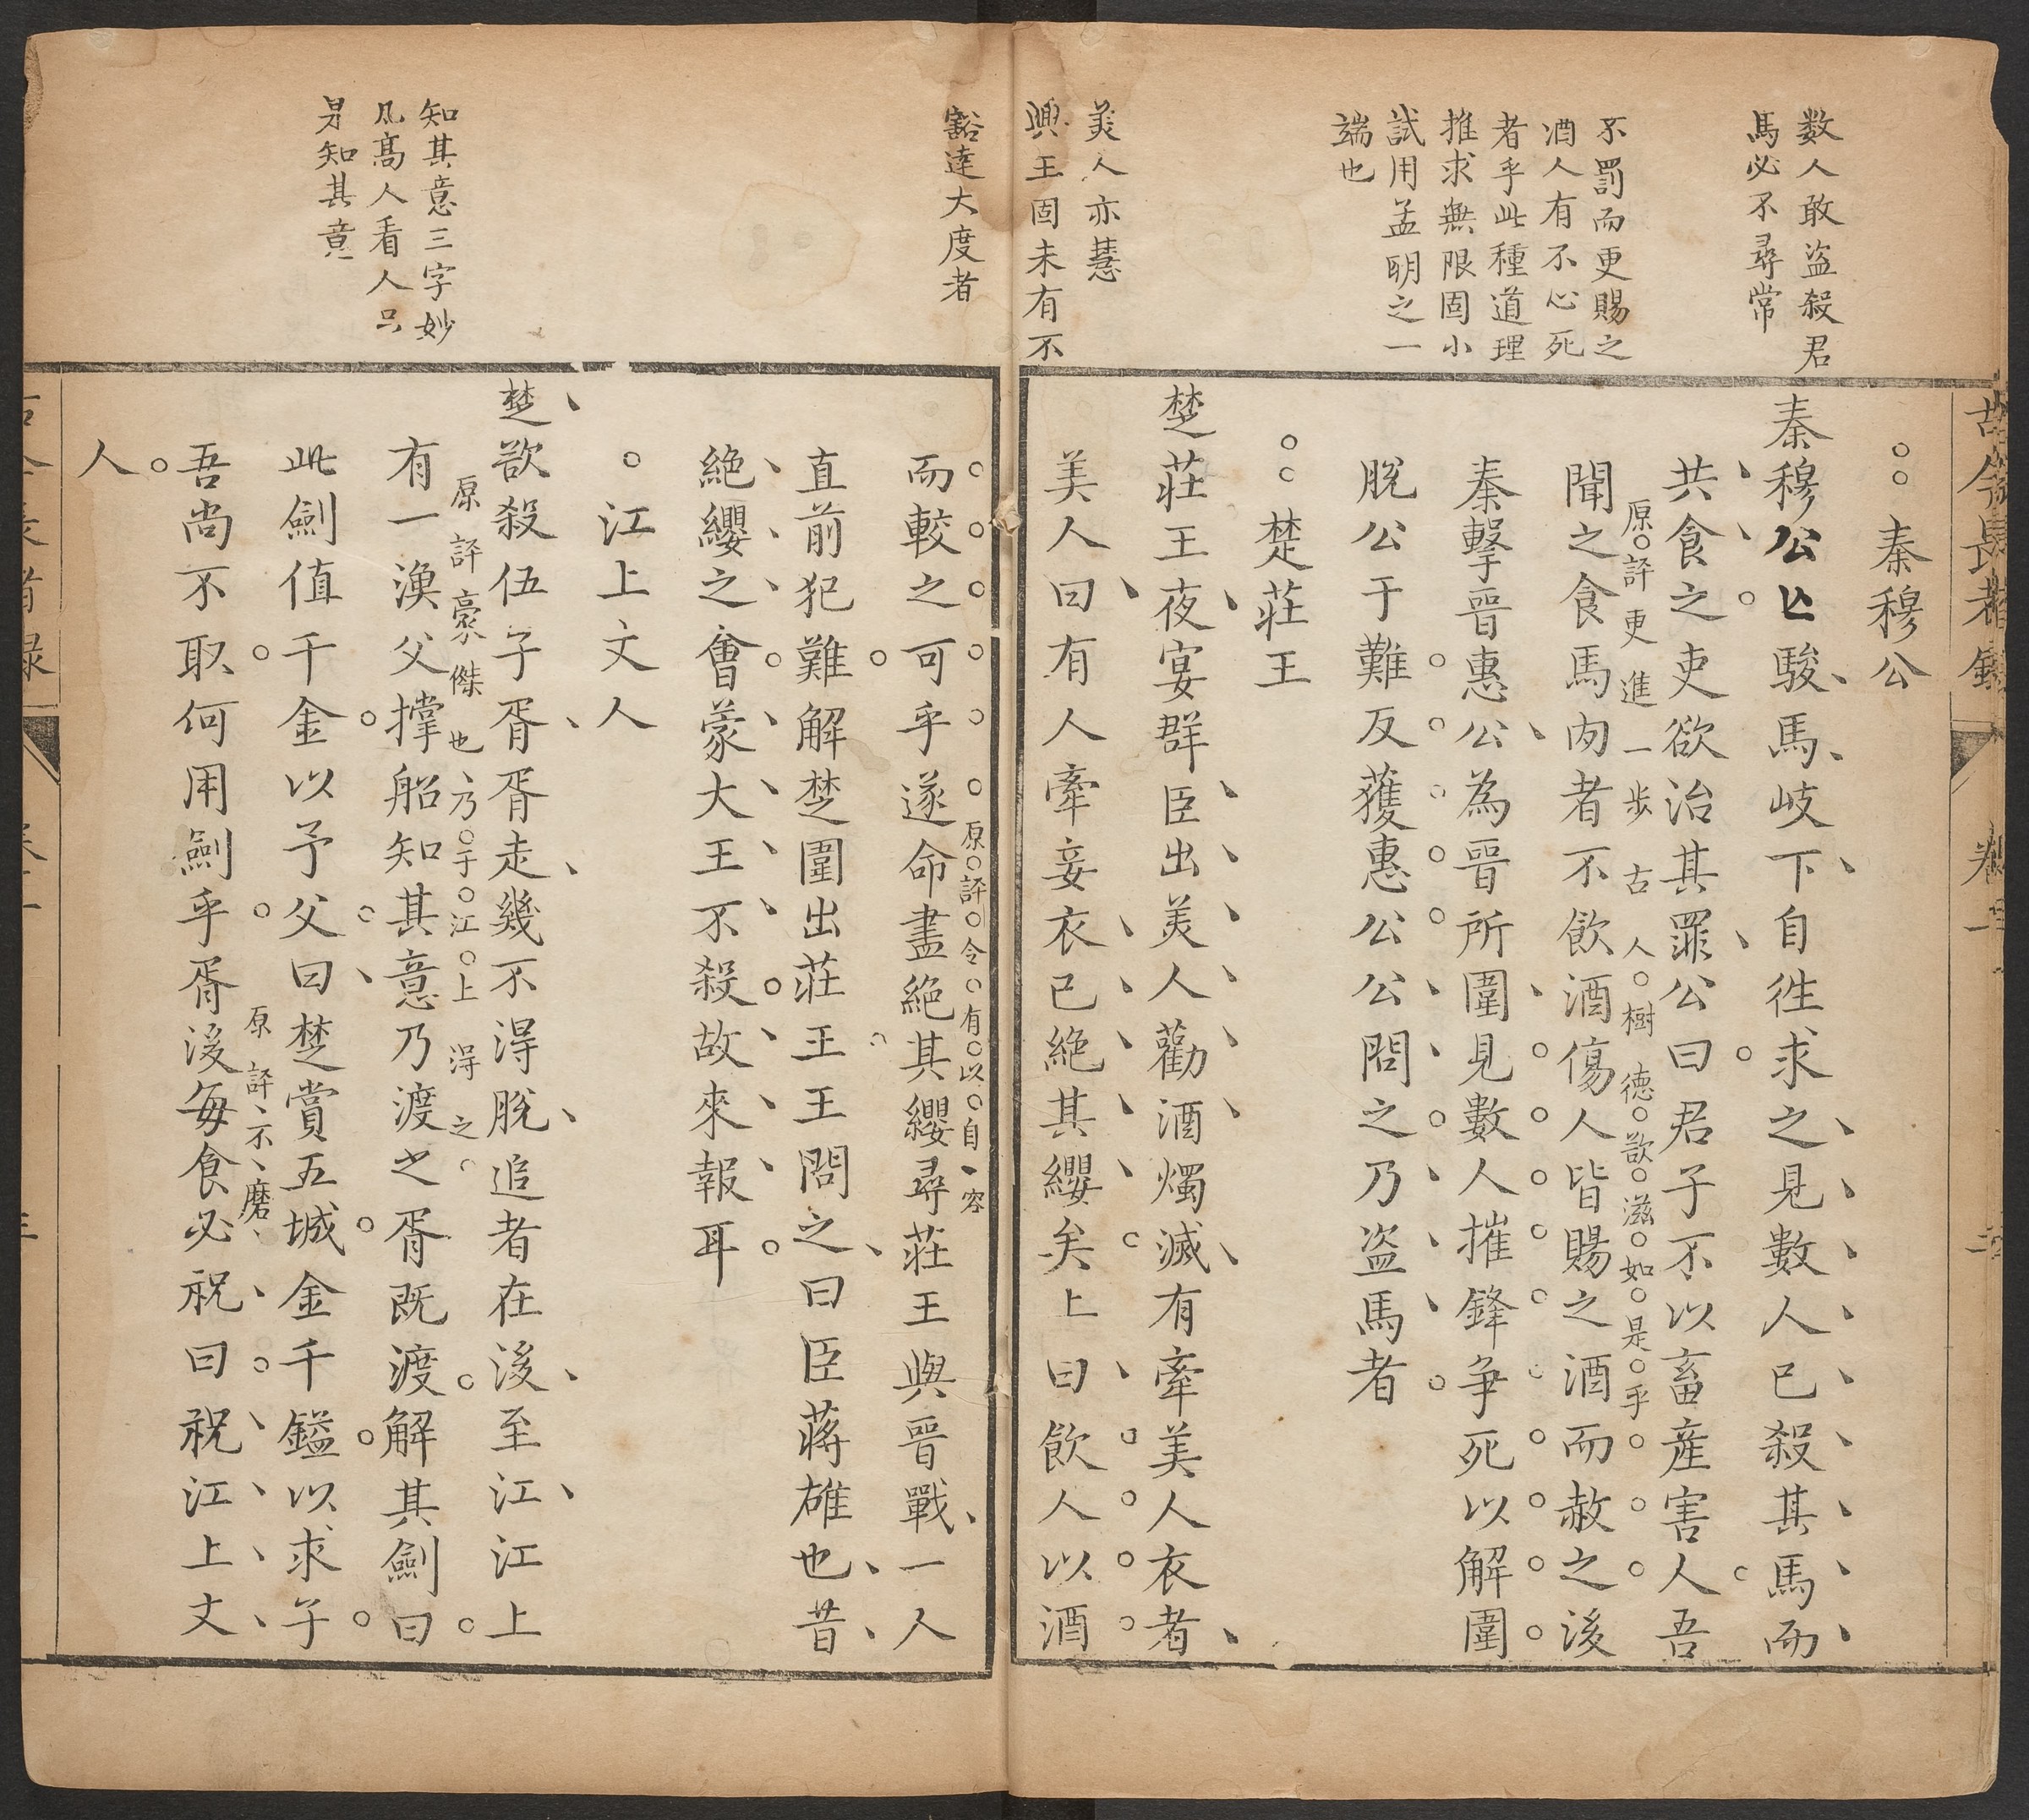 古今長者錄
卷一
数人敢盗殺君
馬必不尋常
不罰而更賜之
酒人有不心死
者乎此種道理
推求無限固小
試用孟明之一
端也
美人亦慧
興王固未有不
秦穆公
秦穆公亾駿馬岐下自徃求之見數人已殺其馬而
共食之吏欲治其罪公曰君子不以畜産害人吾
原評更進一步古人樹德欲滋如是乎
聞之食馬肉者不飲酒傷人皆賜之酒而赦之後
秦擊晉惠公為晉所圍見數人摧鋒争死以解圍
脫公于難反獲惠公公問之乃盗馬者
楚莊王
楚莊王夜宴群臣出美人勸酒燭滅有牽美人衣者
美人曰有人牽妾衣已絕其纓矣上曰飲人以酒
豁達大度者
知其意三字妙
凡高人看人只
是知其意
原評令有以自容
而較之可乎遂命盡絕其纓尋莊王與晉戰一人
直前犯難解楚圍出莊王王問之曰臣蔣雄也昔
絕纓之會蒙大王不殺故來報耳
江上丈人
楚欲殺伍子胥胥走幾不得脫追者在後至江江上
原評豪傑也乃于江上得之
有一漁父撑船知其意乃渡之胥既渡解其劍曰
此劍值千金以予父父曰楚賞五城金千鎰以求子
原評不磨
吾尚不取何用劍乎胥後每食必祝曰祝江上丈
人